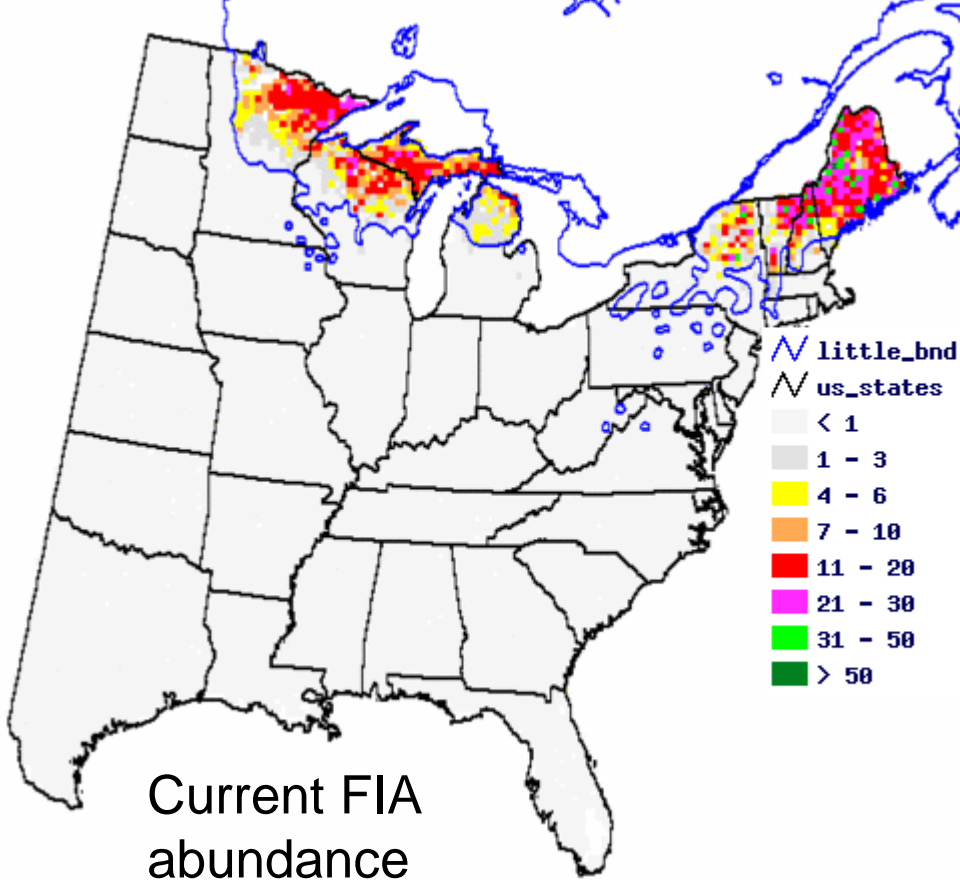 little_bnd
us_states
< 1
1 - 3
4 - 6
7 - 10
11 - 20
21 - 30
31 - 50
> 50
Current FIA
abundance